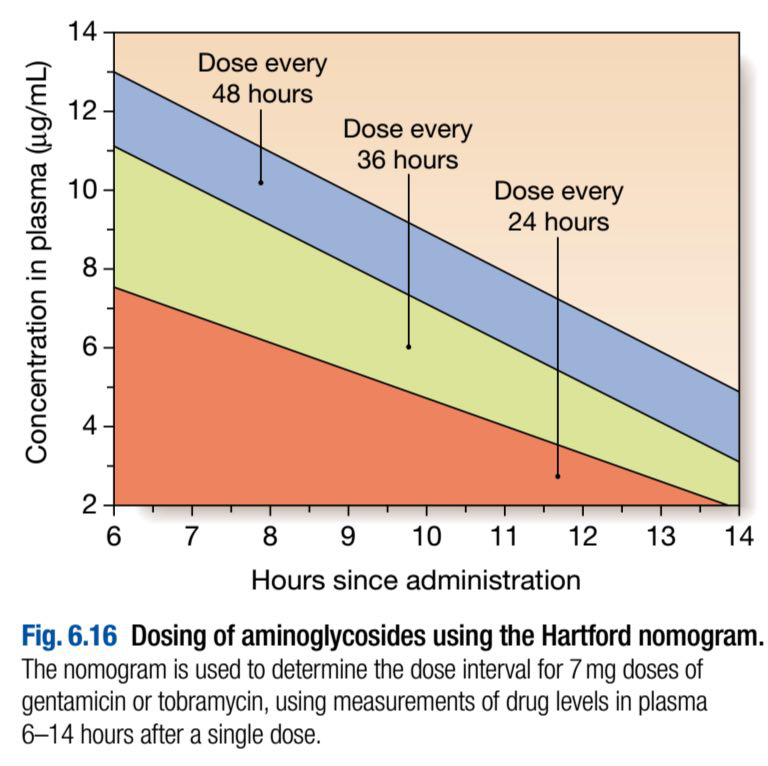 14
12
10
8
6
4
2
Concentration in plasma (µg/mL)
Dose every
48 hours
Dose every
36 hours
Dose every
24 hours
6 7 8 9 10 11 12 13 14
Hours since administration
Fig. 6.16 Dosing of aminoglycosides using the Hartford nomogram.
The nomogram is used to determine the dose interval for 7 mg doses of
gentamicin or tobramycin, using measurements of drug levels in plasma
6–14 hours after a single dose.